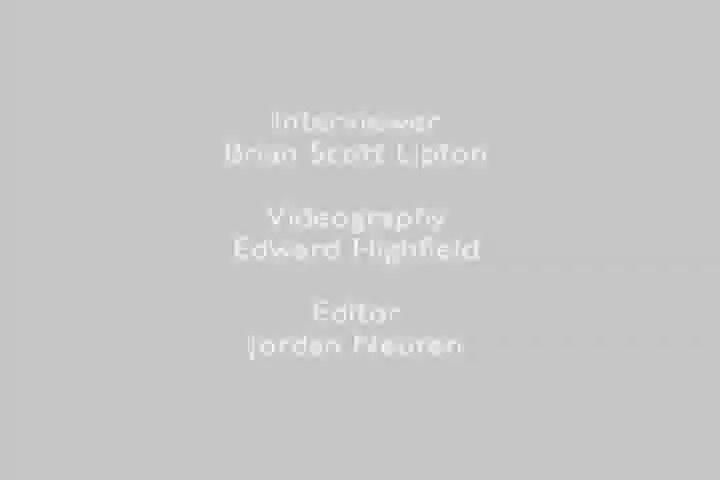 Interviewer
Brian Scott Lipton
Videography
Edward Highfield
Editor
Jordan Neuren